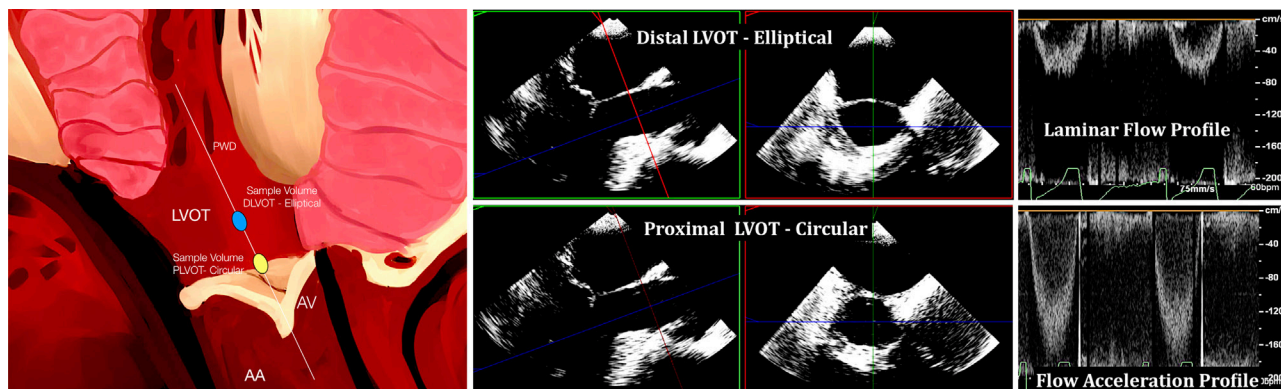 PWD
Sample Volume
DLVOT - Elliptical
LVOT
Sample Volume
PLVOT- Circular
AV
AA
Distal LVOT - Elliptical
Proximal LVOT - Circular
cm/s
-40
-80
Laminar Flow Profile
-120
-160
-200
75mm/s
60bpm
cm/s
-40
-80
-120
-160
Flow Acceleration Profile
-200